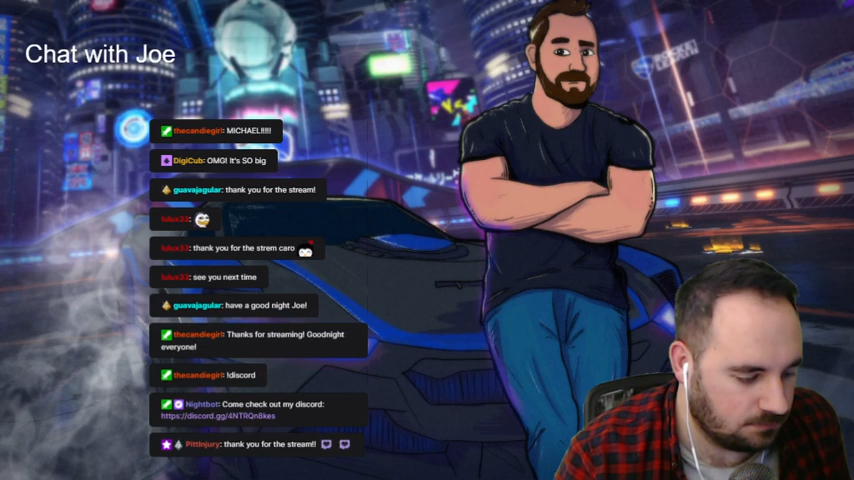 Chat with Joe
thecandiegirl: MICHAEL!!!!!
DigiCub: OMG! It's SO big
guavajagular: thank you for the stream!
thank you for the strem caro
see you next time
guavajagular: have a good night Joe!
thecandiegirl: Thanks for streaming! Goodnight
everyone!
thecandiegirl: !discord
Nightbot: Come check out my discord:
https://discord.gg/4NTRQn8kes
PittInjury: thank you for the stream!!